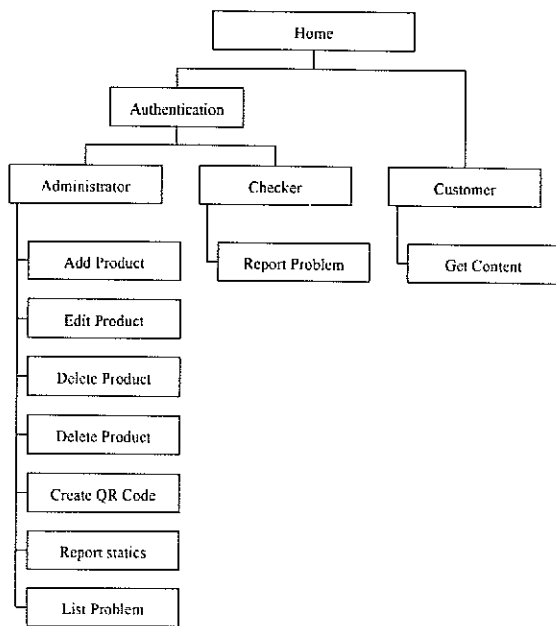 Home
Authentication
Administrator
Checker
Customer
Add Product
Report Problem
Get Content
Edit Product
Delete Product
Delete Product
Create QR Code
Report statics
List Problem